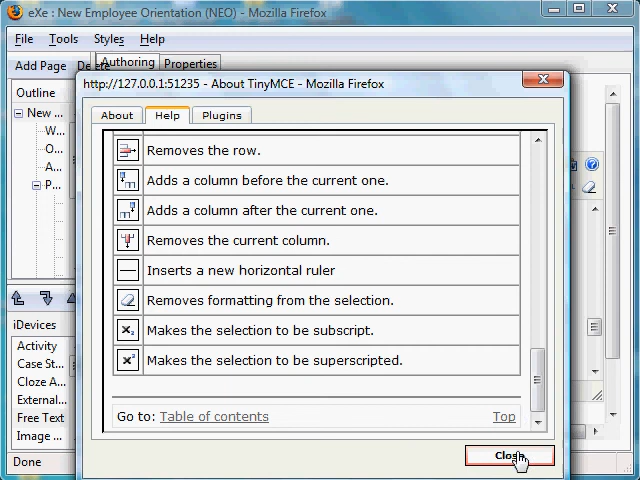 eXe : New Employee Orientation (NEO) - Mozilla Firefox
File Tools Styles Help
Add Page
Authoring Properties
Outline
New ...
W...
O...
A...
P...
iDevices
Activity
Case St...
Cloze A...
External...
Free Text
Image ...
Done
http://127.0.0.1:51235 - About TinyMCE - Mozilla Firefox
About Help Plugins
Removes the row.
Adds a column before the current one.
Adds a column after the current one.
Removes the current column.
Inserts a new horizontal ruler
Removes formatting from the selection.
Makes the selection to be subscript.
Makes the selection to be superscripted.
Go to: Table of contents Top
Close